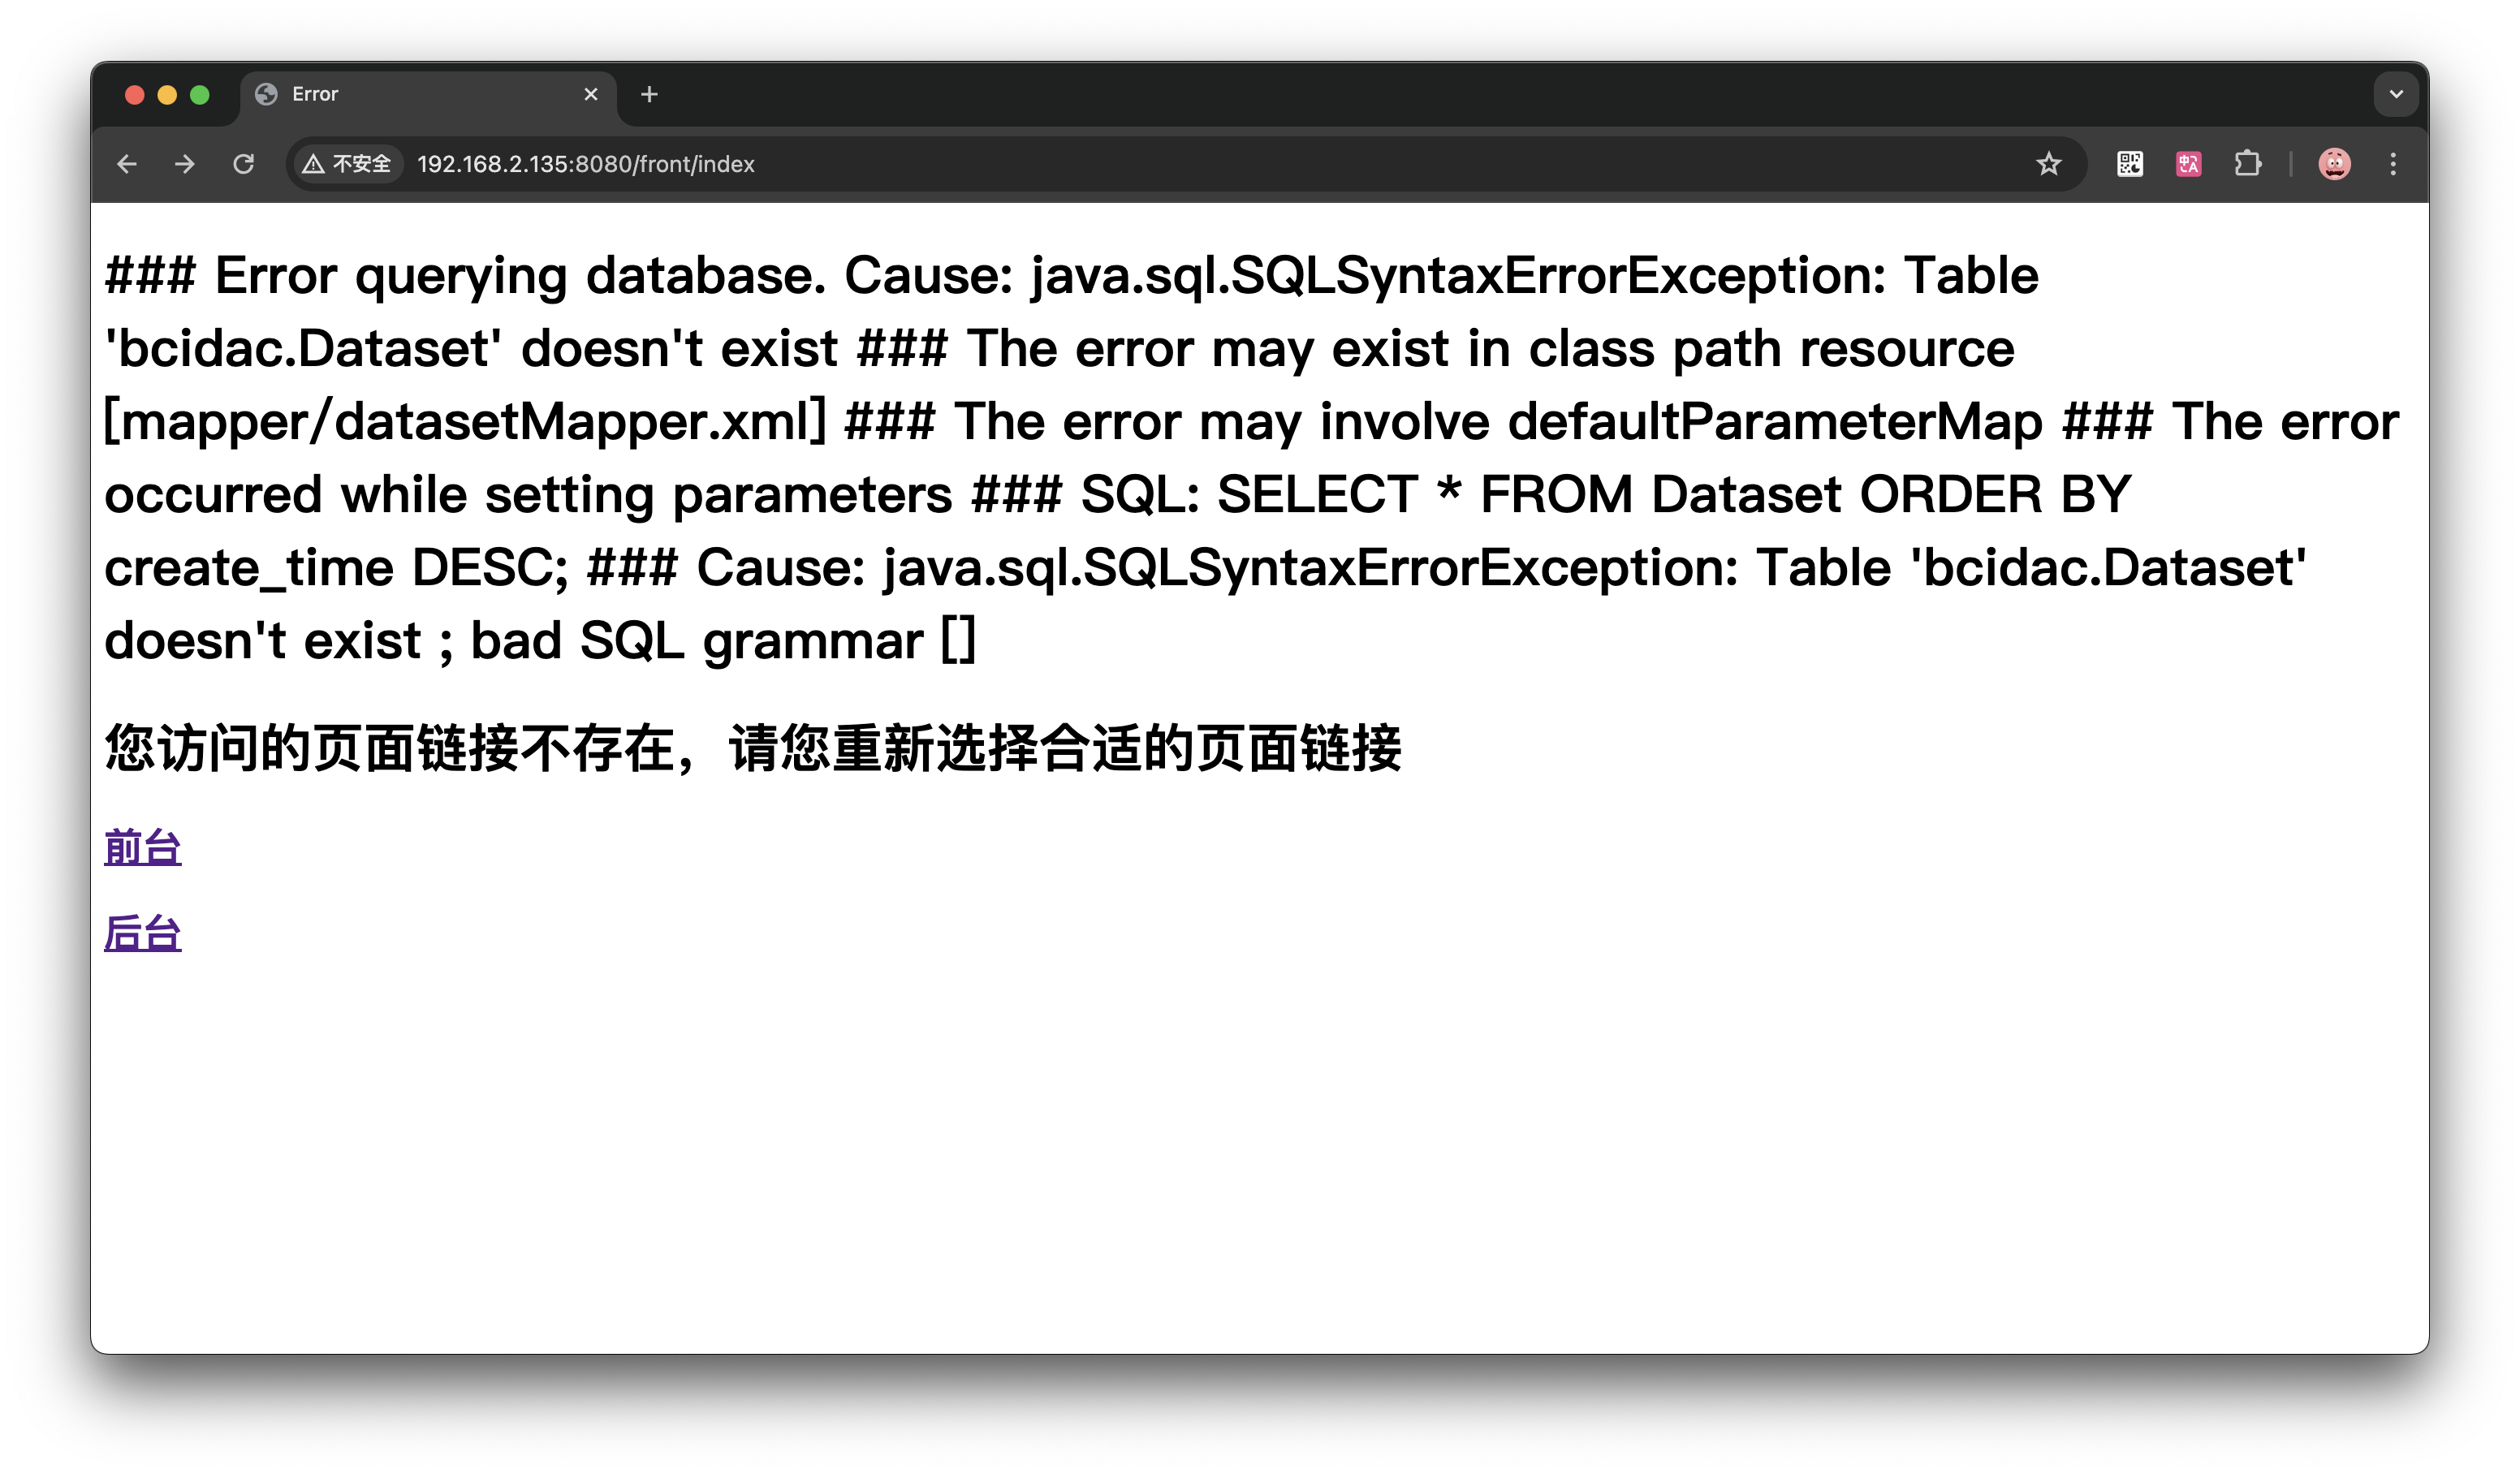 Error
不安全 192.168.2.135:8080/front/index
### Error querying database. Cause: java.sql.SQLSyntaxErrorException: Table
'bcidac.Dataset' doesn't exist ### The error may exist in class path resource
[mapper/datasetMapper.xml] ### The error may involve defaultParameterMap ### The error
occurred while setting parameters ### SQL: SELECT * FROM Dataset ORDER BY
create_time DESC; ### Cause: java.sql.SQLSyntaxErrorException: Table 'bcidac.Dataset'
doesn't exist ; bad SQL grammar []
您访问的页面链接不存在，请您重新选择合适的页面链接
前台
后台